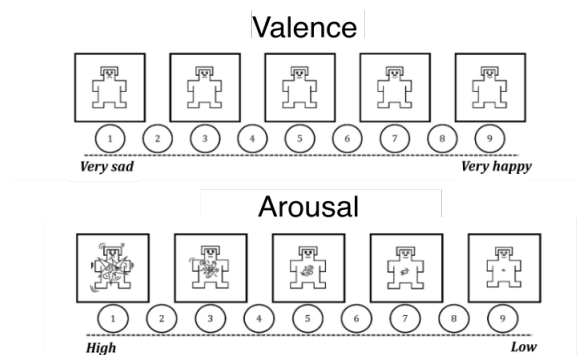 Valence
1 2 3 4 5 6 7 8 9
Very sad Very happy
Arousal
1 2 3 4 5 6 7 8 9
High Low